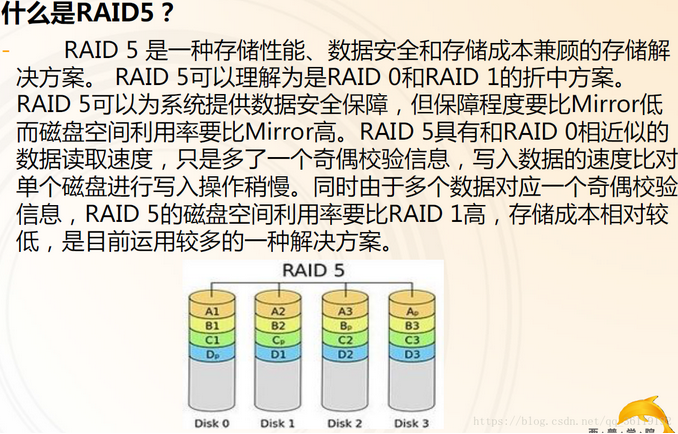 什么是RAID5？
- RAID 5 是一种存储性能、数据安全和存储成本兼顾的存储解
决方案。 RAID 5可以理解为是RAID 0和RAID 1的折中方案。
RAID 5可以为系统提供数据安全保障，但保障程度要比Mirror低
而磁盘空间利用率要比Mirror高。RAID 5具有和RAID 0相近似的
数据读取速度，只是多了一个奇偶校验信息，写入数据的速度比对
单个磁盘进行写入操作稍慢。同时由于多个数据对应一个奇偶校验
信息，RAID 5的磁盘空间利用率要比RAID 1高，存储成本相对较
低，是目前运用较多的一种解决方案。
RAID 5
A1 A2 A3 Ap
B1 B2 Bp B3
C1 Cp C2 C3
Dp D1 D2 D3
Disk 0 Disk 1 Disk 2 Disk 3